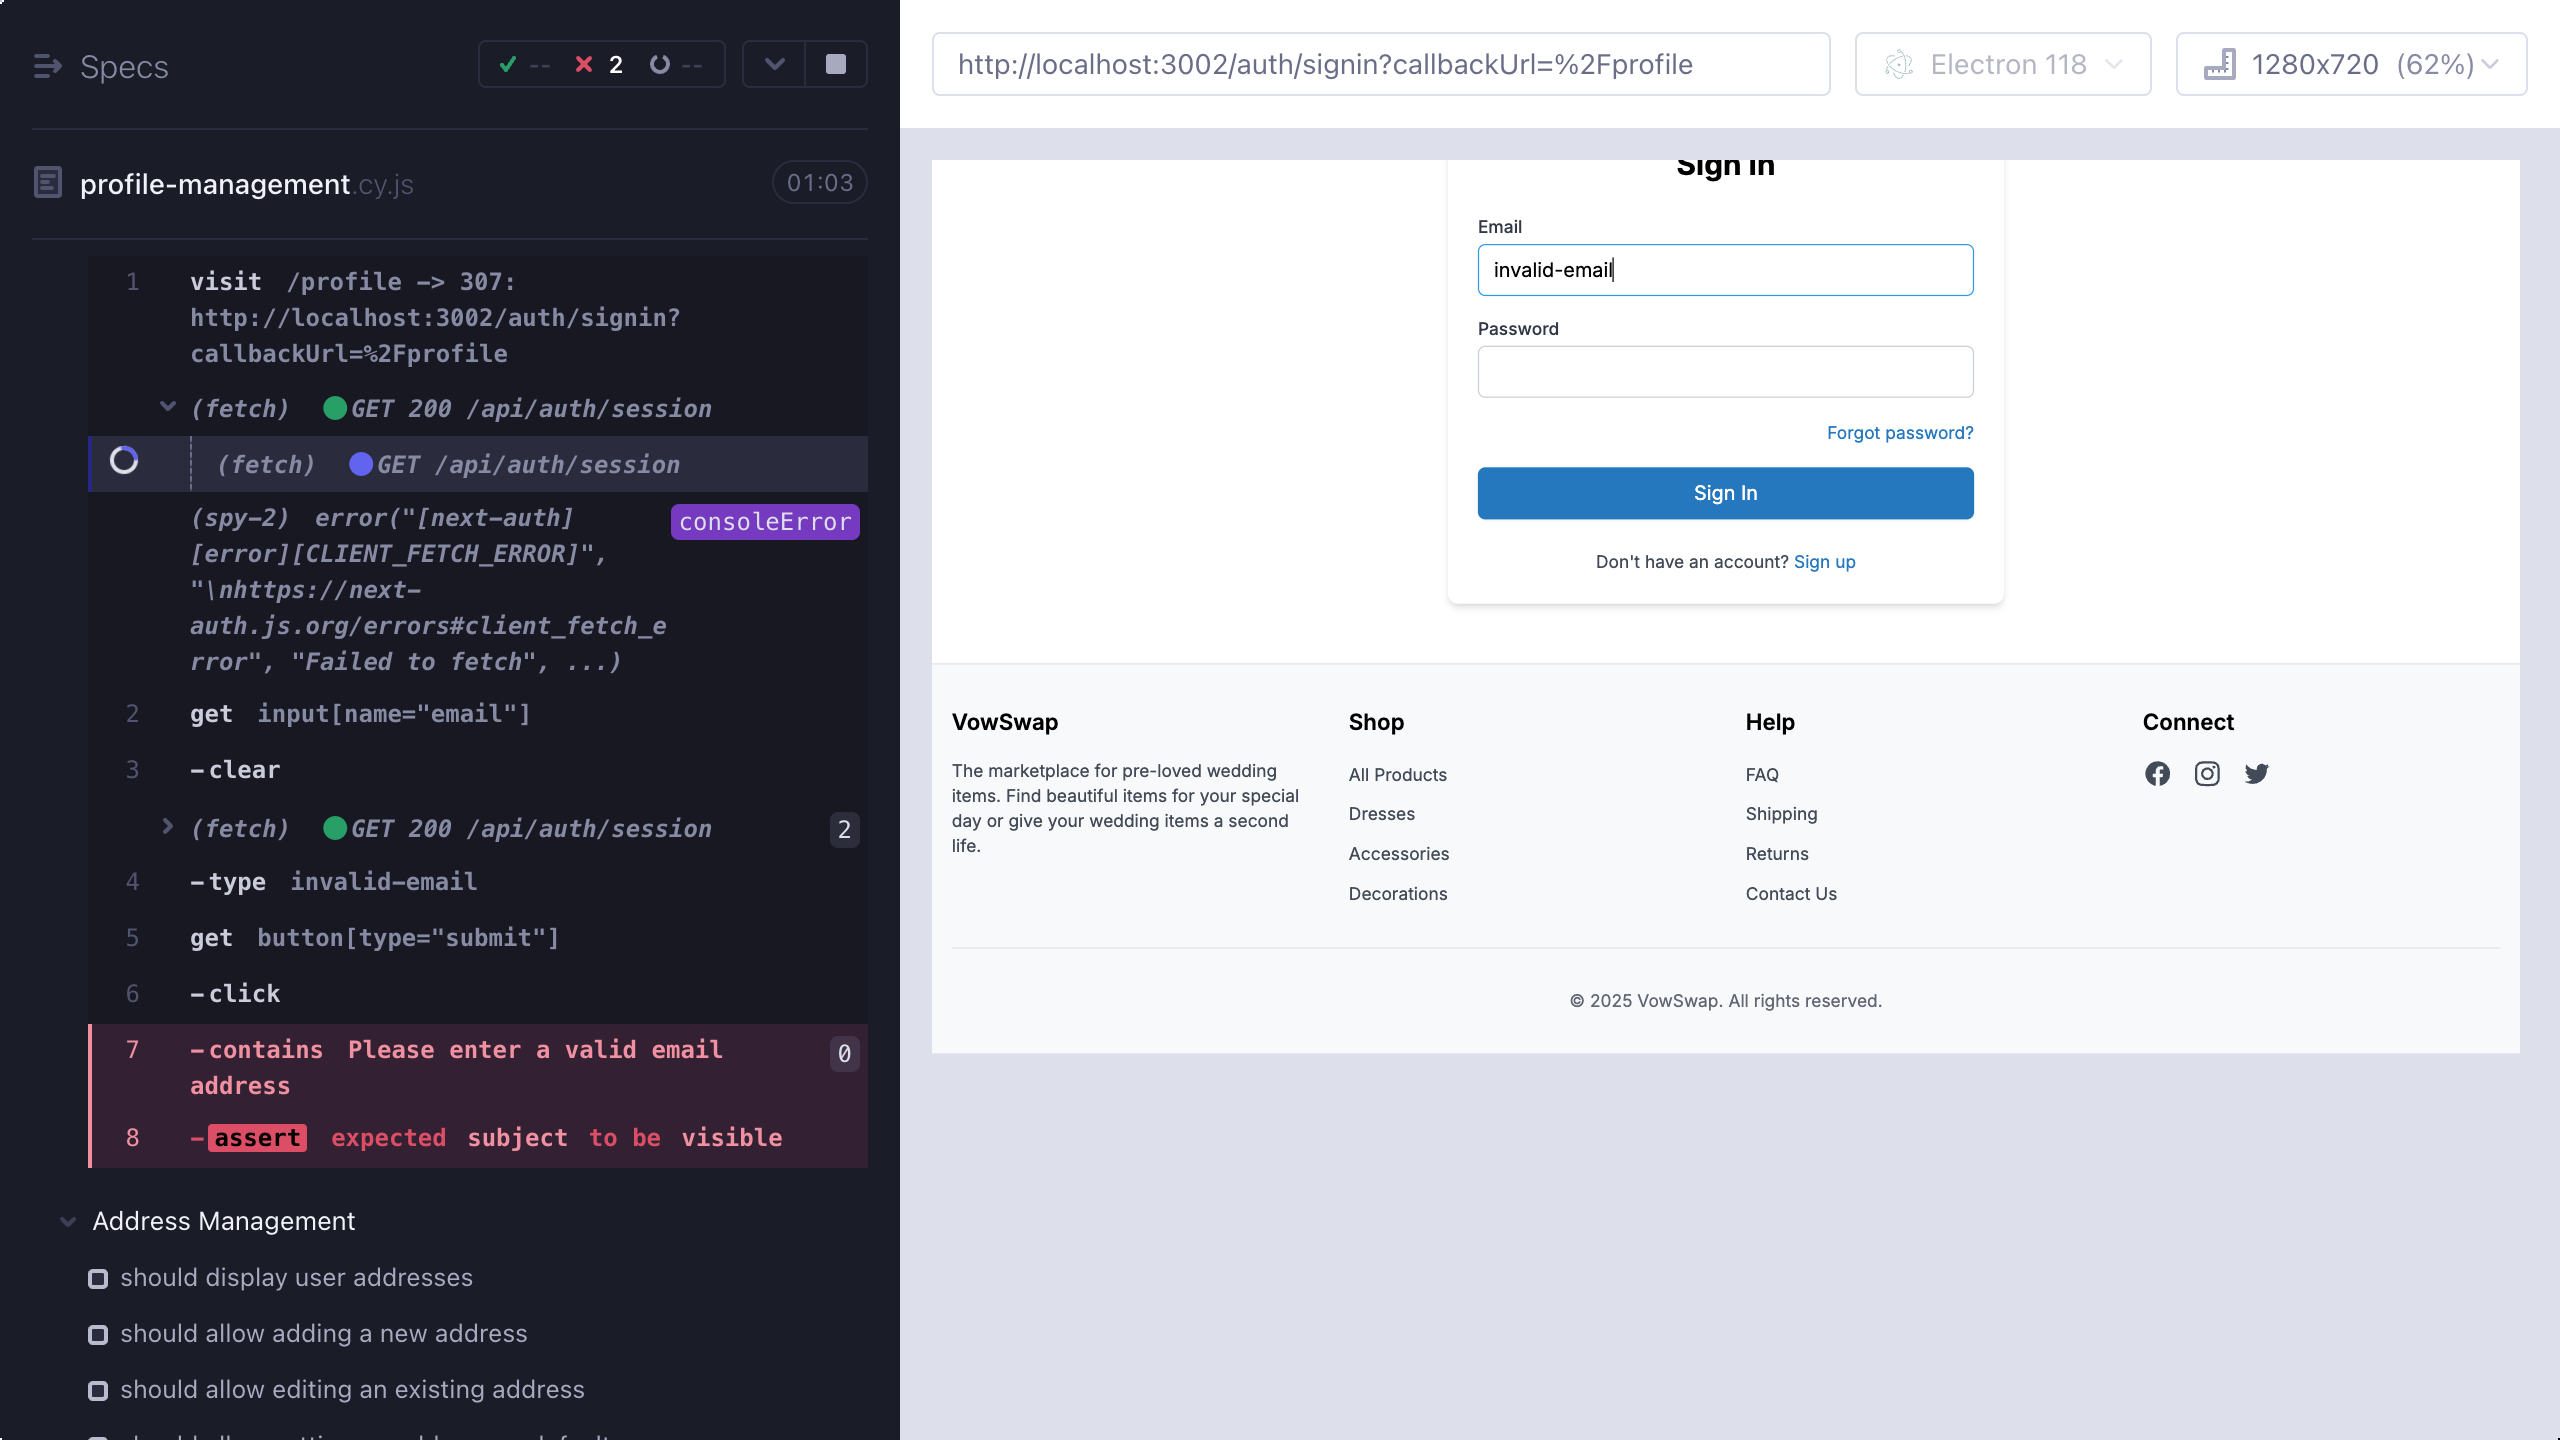 Specs
-- 2 --
http://localhost:3002/auth/signin?callbackUrl=%2Fprofile
Electron 118
1280x720 (62%)
profile-management.cy.js
01:03
1 visit /profile -> 307:
http://localhost:3002/auth/signin?
callbackUrl=%2Fprofile
(fetch) GET 200 /api/auth/session
(fetch) GET /api/auth/session
(spy-2) error("[next-auth] consoleError
[error][CLIENT_FETCH_ERROR]",
"\nhttps://next-
auth.js.org/errors#client_fetch_e
rror", "Failed to fetch", ...)
2 get input[name="email"]
3 -clear
(fetch) GET 200 /api/auth/session 2
4 -type invalid-email
5 get button[type="submit"]
6 -click
7 -contains Please enter a valid email 0
address
8 -assert expected subject to be visible
Address Management
should display user addresses
should allow adding a new address
should allow editing an existing address
Sign In
Email
invalid-email
Password
Forgot password?
Sign In
Don't have an account? Sign up
VowSwap
The marketplace for pre-loved wedding
items. Find beautiful items for your special
day or give your wedding items a second
life.
Shop
All Products
Dresses
Accessories
Decorations
Help
FAQ
Shipping
Returns
Contact Us
Connect
© 2025 VowSwap. All rights reserved.